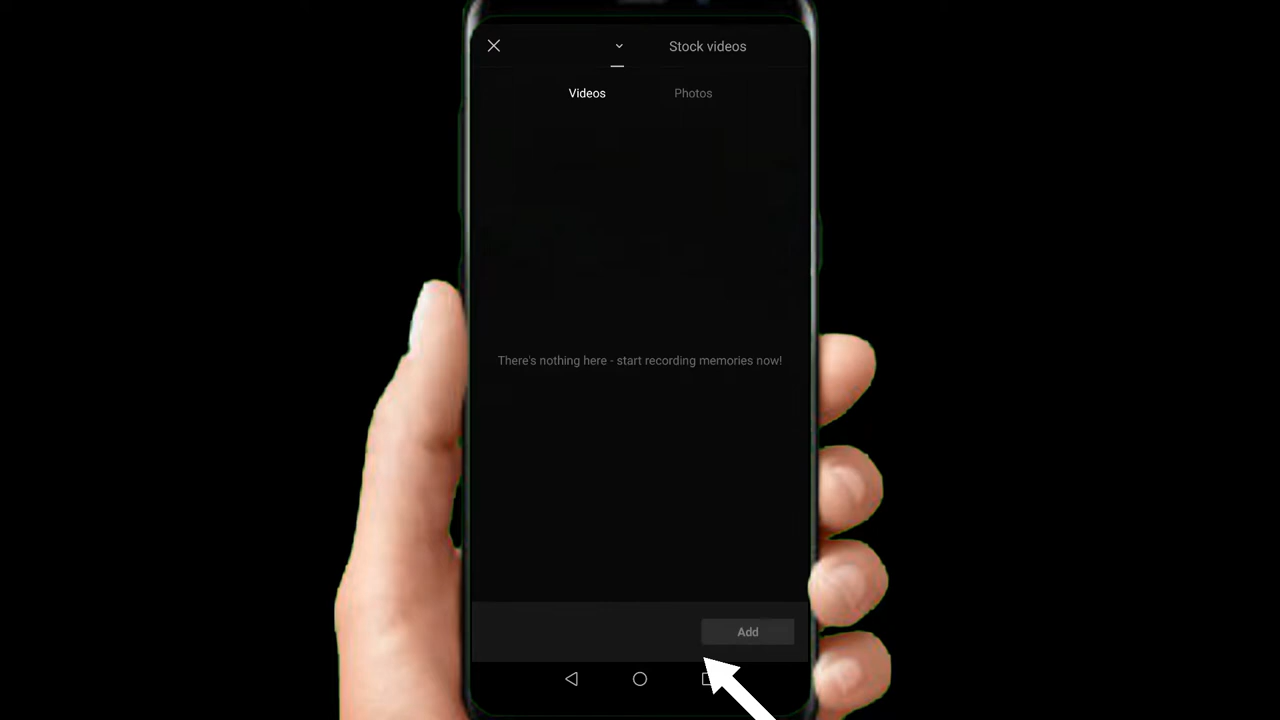 Stock videos
Videos Photos
There's nothing here - start recording memories now!
Add